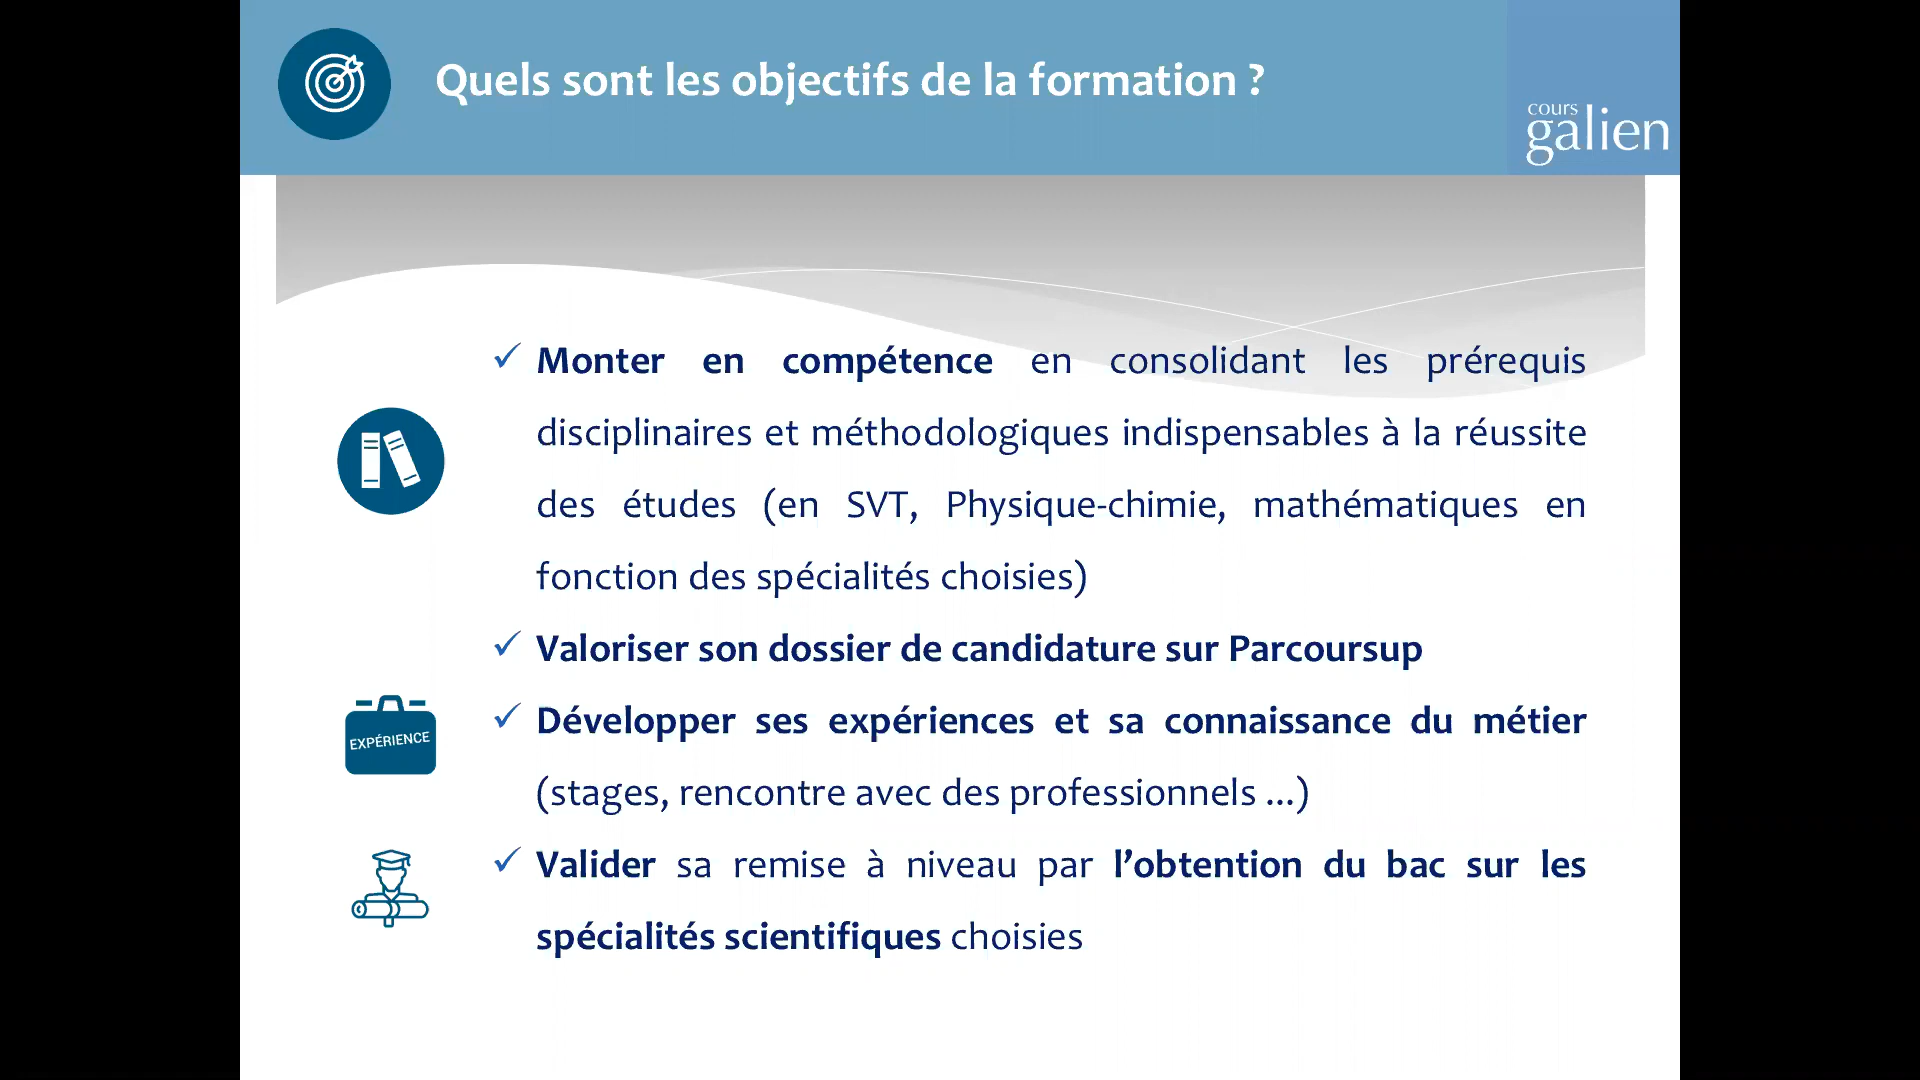 Quels sont les objectifs de la formation ?
cours
galien
Monter en compétence en consolidant les prérequis
disciplinaires et méthodologiques indispensables à la réussite
des études (en SVT, Physique-chimie, mathématiques en
fonction des spécialités choisies)
Valoriser son dossier de candidature sur Parcoursup
Développer ses expériences et sa connaissance du métier
EXPÉRIENCE
(stages, rencontre avec des professionnels ...)
Valider sa remise à niveau par l’obtention du bac sur les
spécialités scientifiques choisies